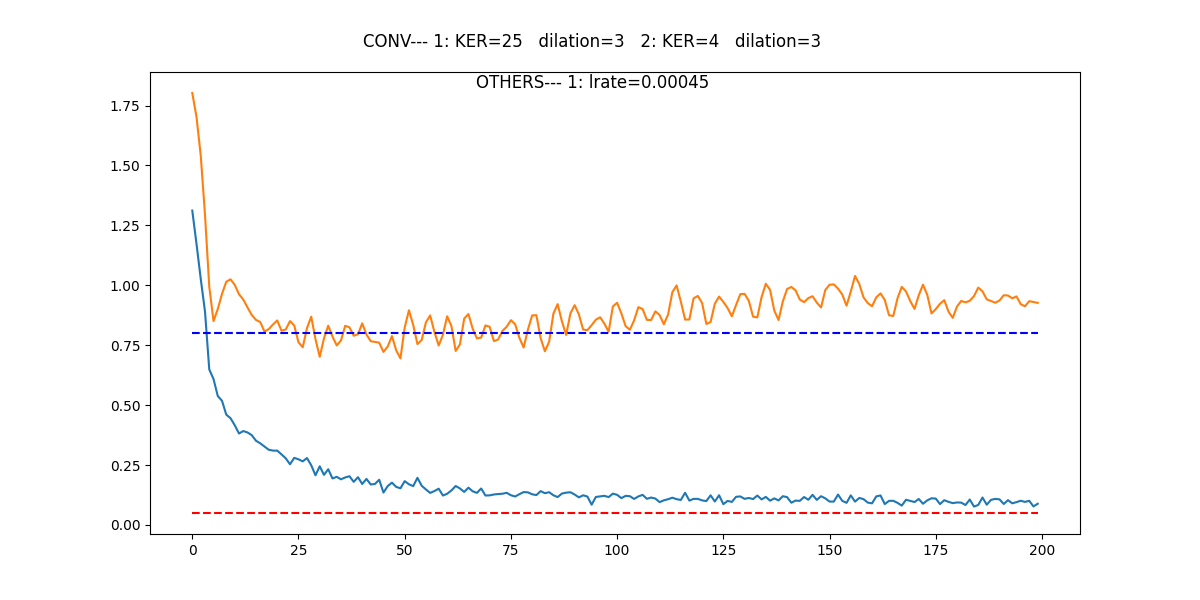 CONV--- 1: KER=25   dilation=3   2: KER=4   dilation=3
OTHERS--- 1: lrate=0.00045
1.75
1.50
1.25
1.00
0.75
0.50
0.25
0.00
0 25 50 75 100 125 150 175 200